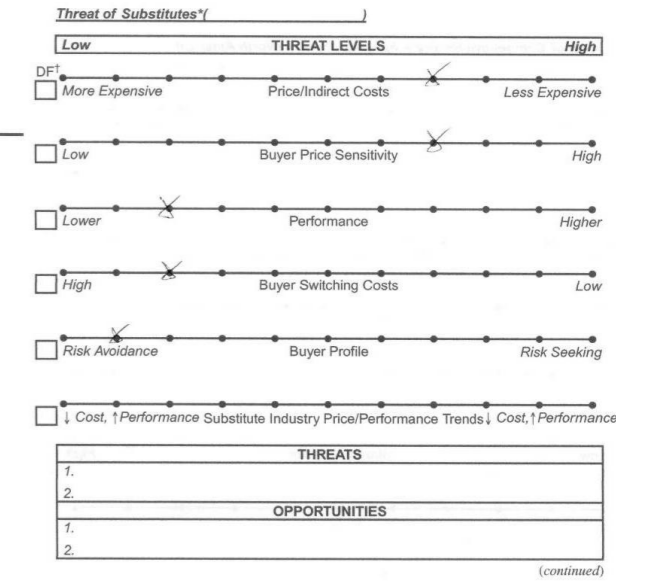 Threat of Substitutes*( )
Low THREAT LEVELS High
DF†
More Expensive Price/Indirect Costs Less Expensive
Low Buyer Price Sensitivity High
Lower Performance Higher
High Buyer Switching Costs Low
Risk Avoidance Buyer Profile Risk Seeking
↓ Cost, ↑Performance Substitute Industry Price/Performance Trends ↓ Cost,↑Performance
THREATS
1.
2.
OPPORTUNITIES
1.
2.
(continued)